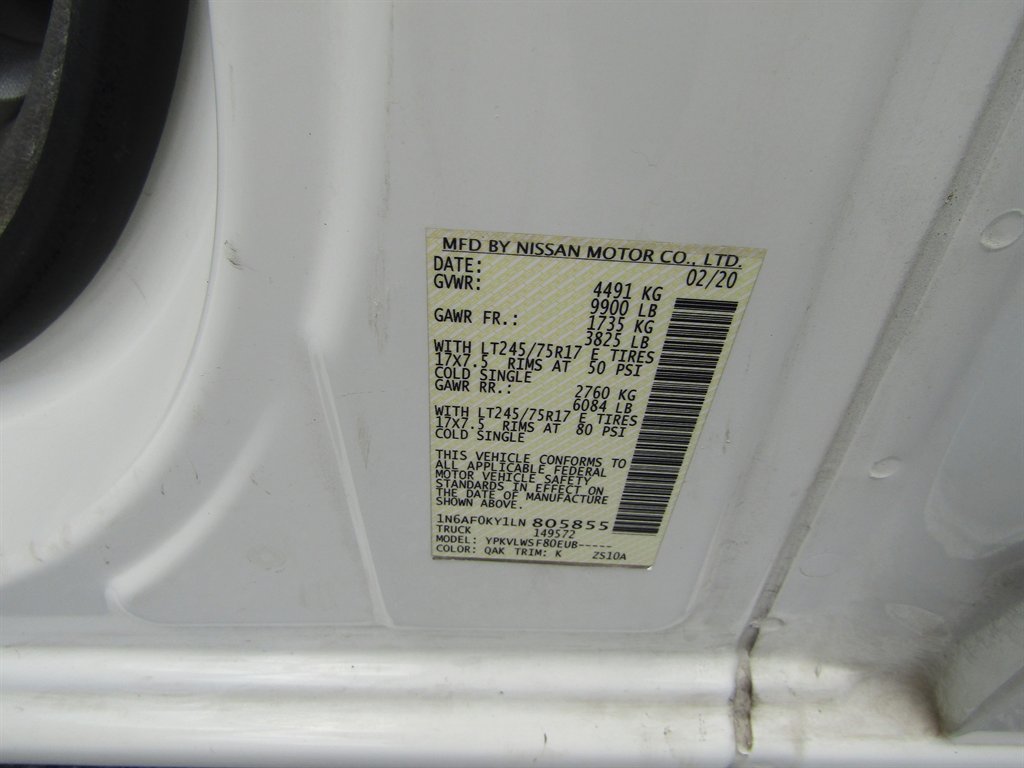 MFD BY NISSAN MOTOR CO., LTD.
DATE: 02/20
GVWR: 4491 KG
9900 LB
GAWR FR.: 1735 KG
3825 LB
WITH LT245/75R17 E TIRES
17X7.5 RIMS AT 50 PSI
COLD SINGLE
GAWR RR.: 2760 KG
6084 LB
WITH LT245/75R17 E TIRES
17X7.5 RIMS AT 80 PSI
COLD SINGLE
THIS VEHICLE CONFORMS TO
ALL APPLICABLE FEDERAL
MOTOR VEHICLE SAFETY
STANDARDS IN EFFECT ON
THE DATE OF MANUFACTURE
SHOWN ABOVE.
1N6AF0KY1LN 805855
TRUCK 149572
MODEL: YPKVLWSF80EUB-----
COLOR: QAK TRIM: K ZS10A